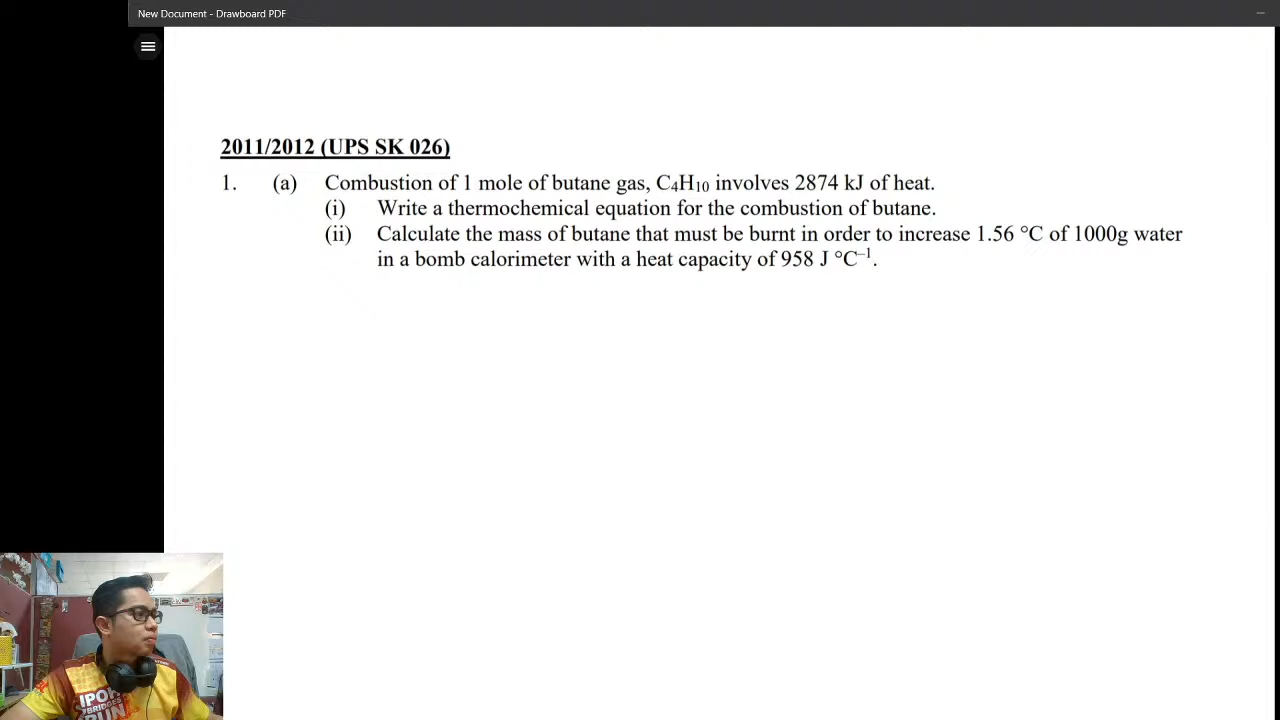 New Document - Drawboard PDF
2011/2012 (UPS SK 026)
1. (a) Combustion of 1 mole of butane gas, C₄H₁₀ involves 2874 kJ of heat.
(i) Write a thermochemical equation for the combustion of butane.
(ii) Calculate the mass of butane that must be burnt in order to increase 1.56 °C of 1000g water
in a bomb calorimeter with a heat capacity of 958 J °C⁻¹.
IPOH
BRIDGES
RUN